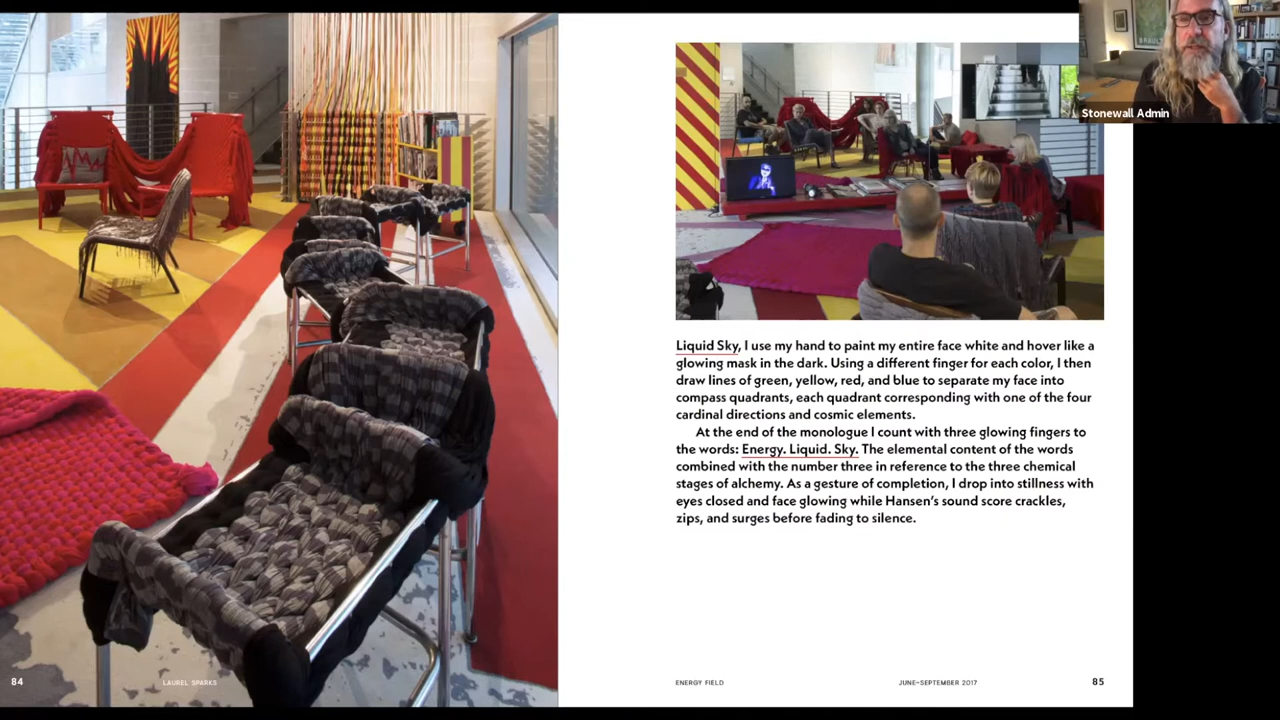 Stonewall Admin
Liquid Sky, I use my hand to paint my entire face white and hover like a
glowing mask in the dark. Using a different finger for each color, I then
draw lines of green, yellow, red, and blue to separate my face into
compass quadrants, each quadrant corresponding with one of the four
cardinal directions and cosmic elements.
At the end of the monologue I count with three glowing fingers to
the words: Energy. Liquid. Sky. The elemental content of the words
combined with the number three in reference to the three chemical
stages of alchemy. As a gesture of completion, I drop into stillness with
eyes closed and face glowing while Hansen's sound score crackles,
zips, and surges before fading to silence.
84
LAUREL SPARKS
ENERGY FIELD
JUNE–SEPTEMBER 2017
85